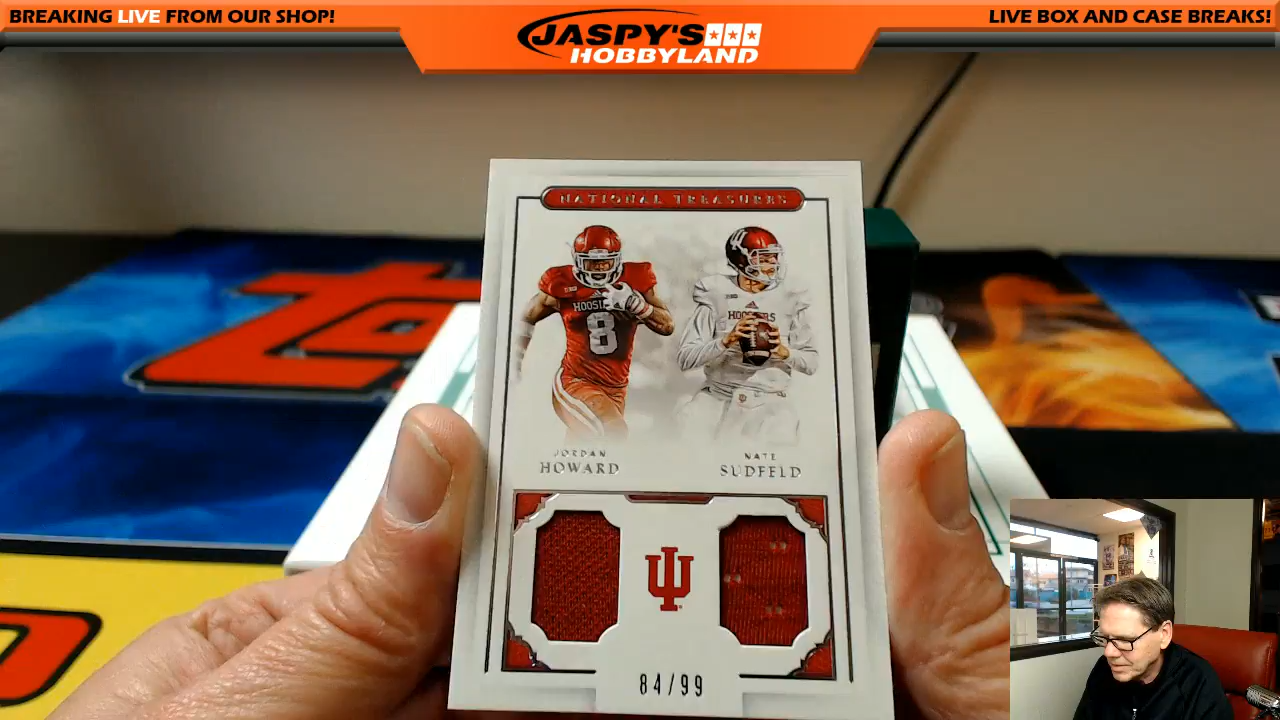 BREAKING LIVE FROM OUR SHOP!
JASPY'S
HOBBYLAND
LIVE BOX AND CASE BREAKS!
NATIONAL TREASURES
HOOSIERS
8
JORDAN
HOWARD
NATE
SUDFELD
IU
84/99